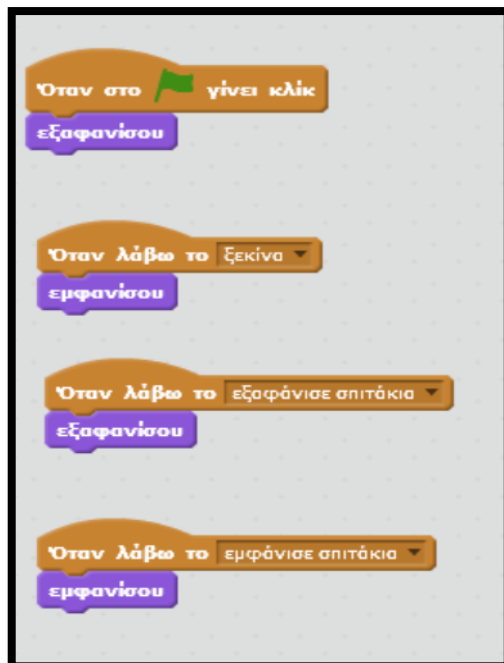 Όταν στο γίνει κλίκ
εξαφανίσου
Όταν λάβω το ξεκίνα
εμφανίσου
Όταν λάβω το εξαφάνισε σπιτάκια
εξαφανίσου
Όταν λάβω το εμφάνισε σπιτάκια
εμφανίσου